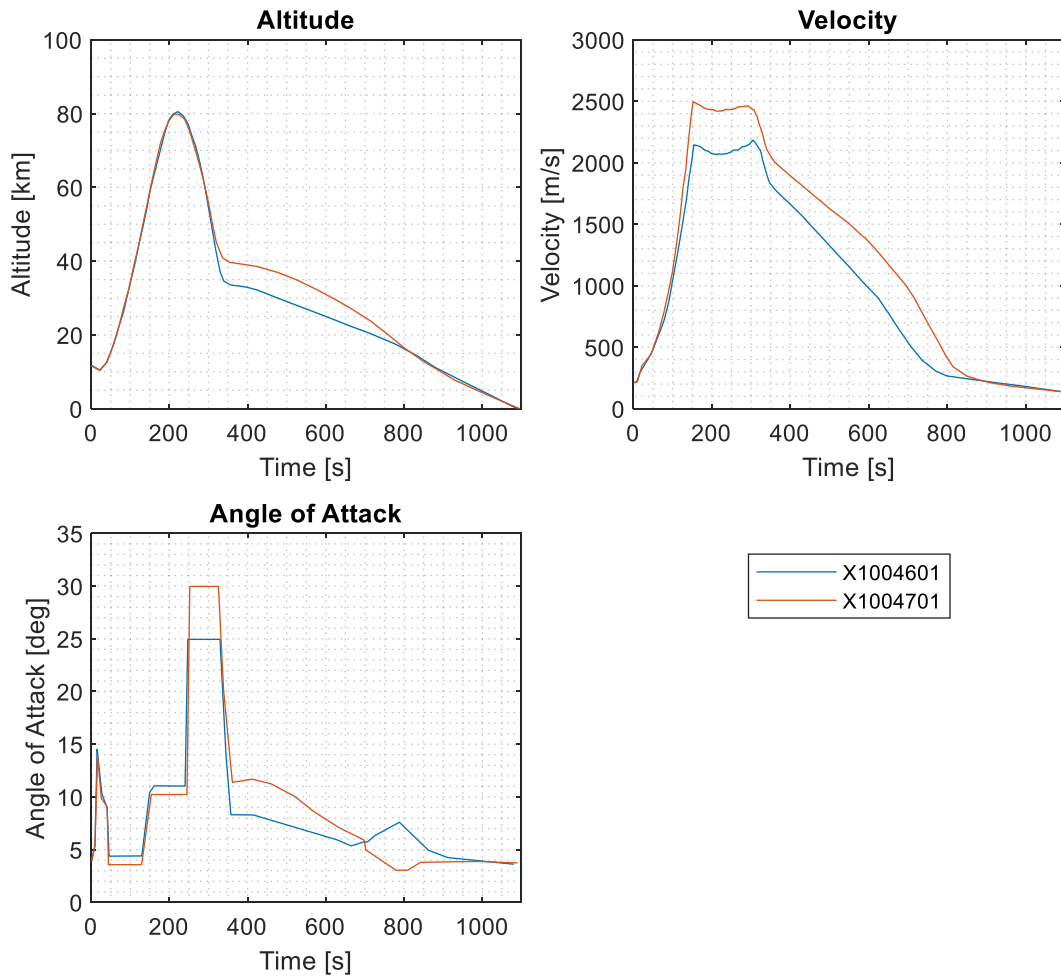 Altitude
Altitude [km]
100
80
60
40
20
0
0 200 400 600 800 1000
Time [s]
Velocity
Velocity [m/s]
3000
2500
2000
1500
1000
500
0
0 200 400 600 800 1000
Time [s]
Angle of Attack
Angle of Attack [deg]
35
30
25
20
15
10
5
0
0 200 400 600 800 1000
Time [s]
X1004601
X1004701